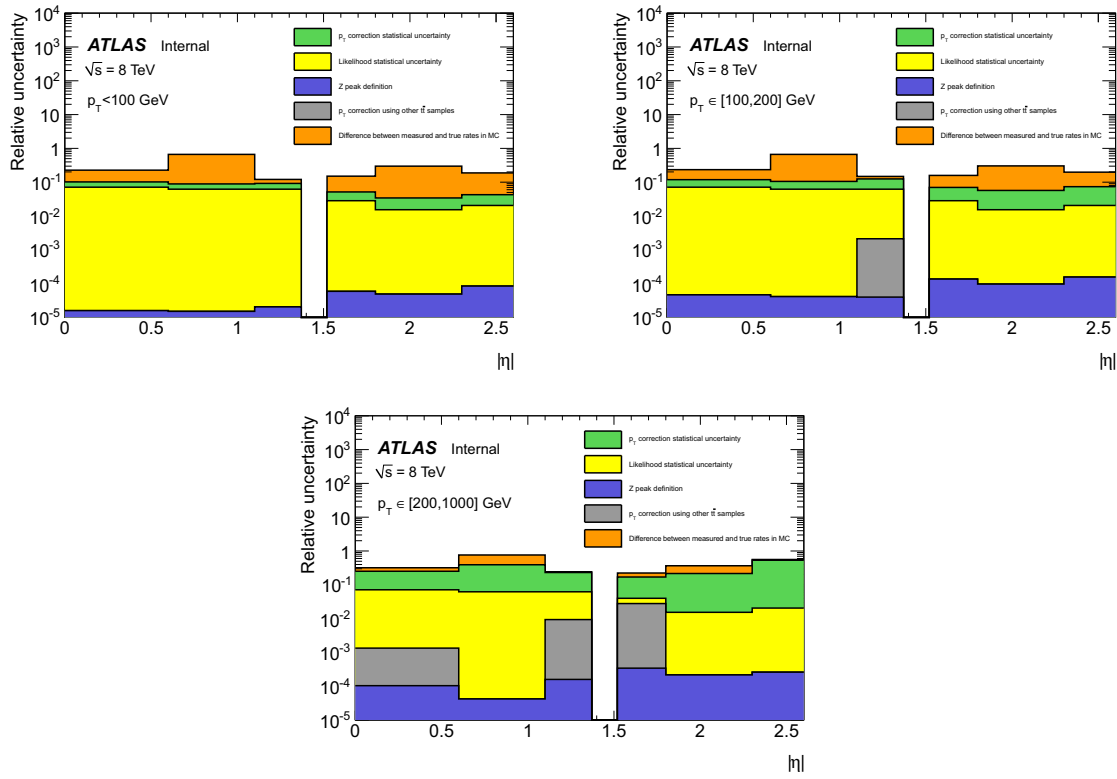 Relative uncertainty
10^4
10^3
10^2
10
1
10^-1
10^-2
10^-3
10^-4
10^-5
ATLAS Internal
√s = 8 TeV
p_T<100 GeV
p_T correction statistical uncertainty
Likelihood statistical uncertainty
Z peak definition
p_T correction using other tt̄ samples
Difference between measured and true rates in MC
0 0.5 1 1.5 2 2.5
|η|
Relative uncertainty
10^4
10^3
10^2
10
1
10^-1
10^-2
10^-3
10^-4
10^-5
ATLAS Internal
√s = 8 TeV
p_T ∈ [100,200] GeV
p_T correction statistical uncertainty
Likelihood statistical uncertainty
Z peak definition
p_T correction using other tt̄ samples
Difference between measured and true rates in MC
0 0.5 1 1.5 2 2.5
|η|
Relative uncertainty
10^4
10^3
10^2
10
1
10^-1
10^-2
10^-3
10^-4
10^-5
ATLAS Internal
√s = 8 TeV
p_T ∈ [200,1000] GeV
p_T correction statistical uncertainty
Likelihood statistical uncertainty
Z peak definition
p_T correction using other tt̄ samples
Difference between measured and true rates in MC
0 0.5 1 1.5 2 2.5
|η|